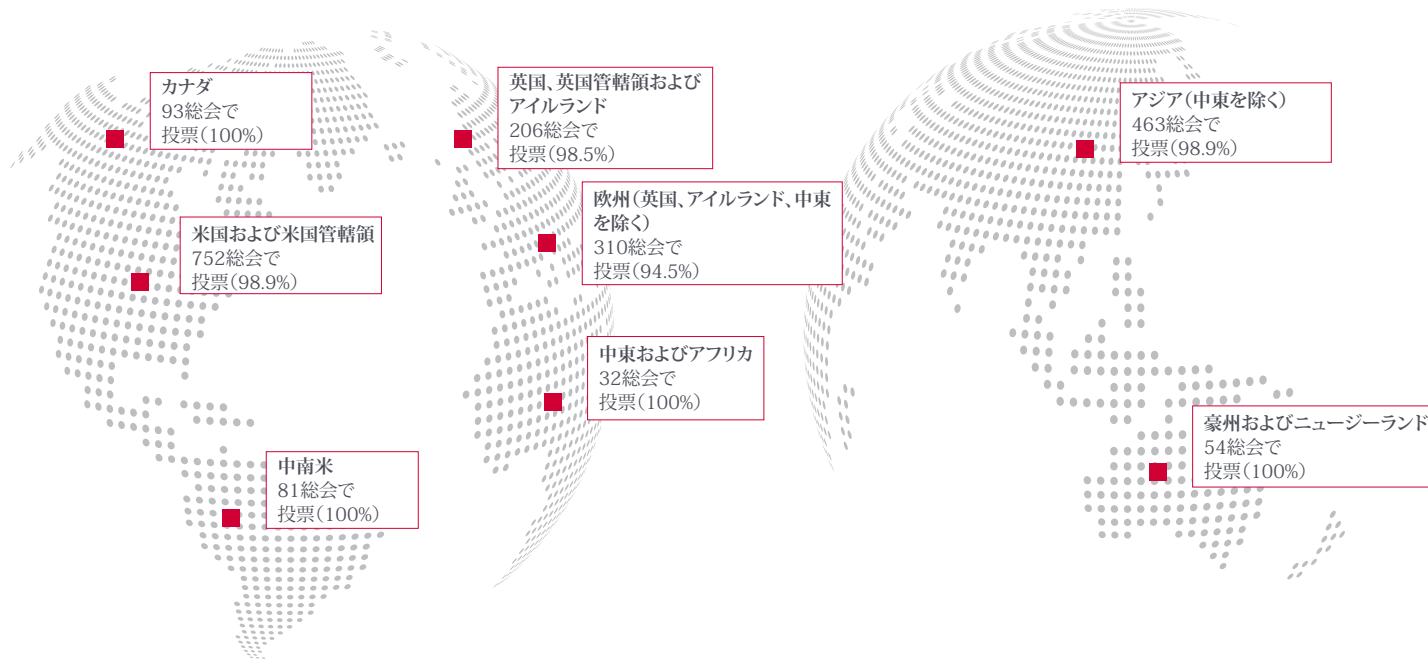 カナダ
93総会で
投票(100%)
英国、英国管轄領および
アイルランド
206総会で
投票(98.5%)
アジア(中東を除く)
463総会で
投票(98.9%)
欧州(英国、アイルランド、中東
を除く)
310総会で
投票(94.5%)
米国および米国管轄領
752総会で
投票(98.9%)
中東およびアフリカ
32総会で
投票(100%)
豪州およびニュージーランド
54総会で
投票(100%)
中南米
81総会で
投票(100%)